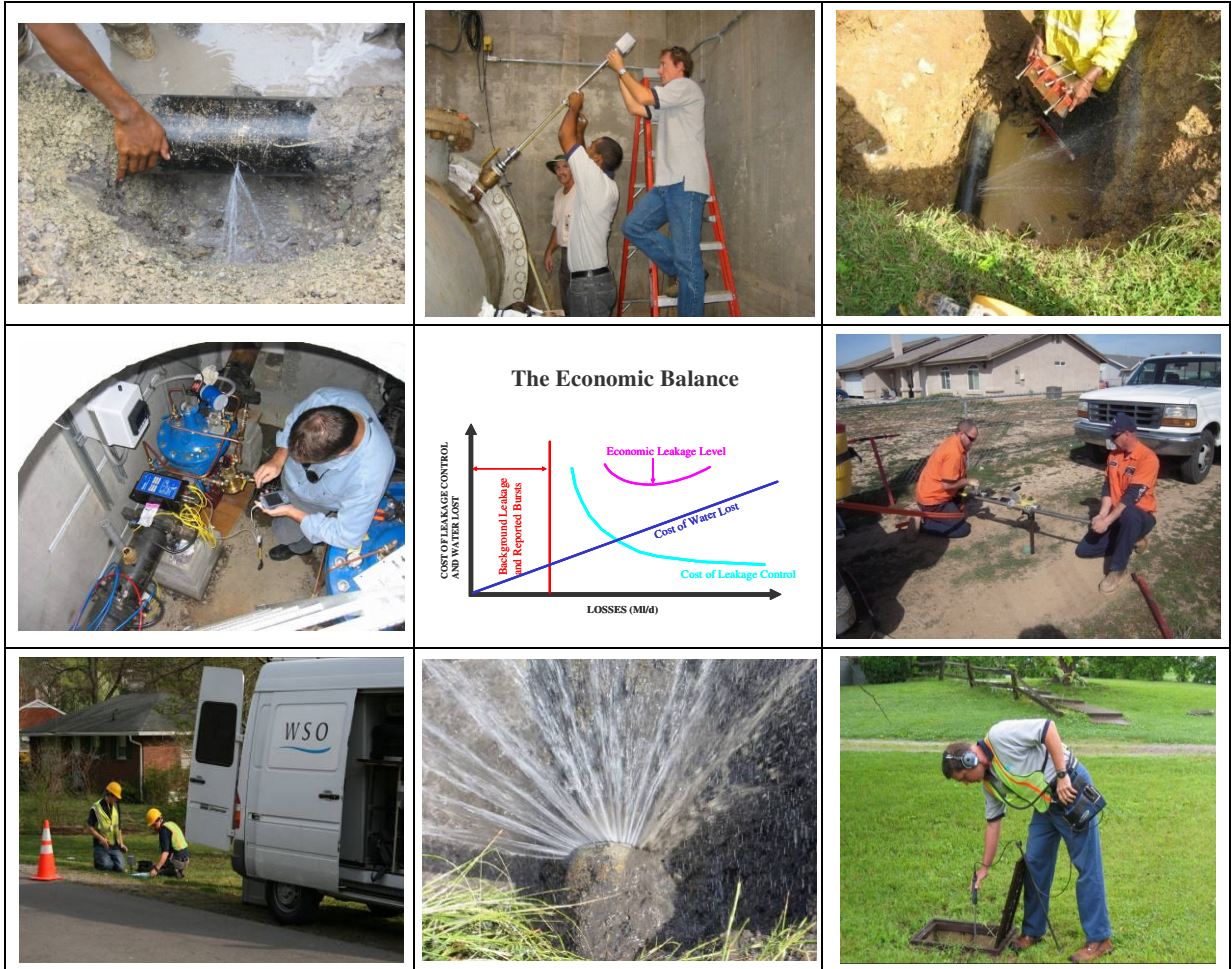 The Economic Balance
COST OF LEAKAGE CONTROL
AND WATER LOST
Background Leakage
and Reported Bursts
Economic Leakage Level
Cost of Water Lost
Cost of Leakage Control
LOSSES (Ml/d)
WSO